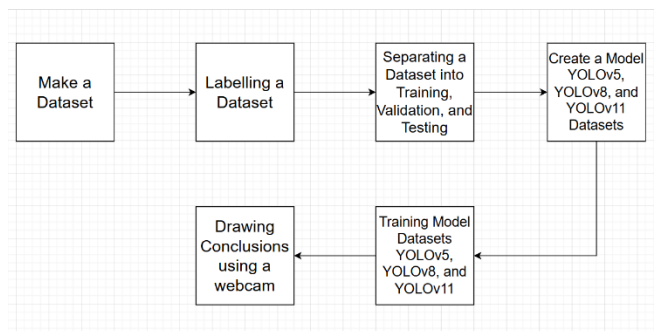 Make a
Dataset
Labelling a
Dataset
Separating a
Dataset into
Training,
Validation, and
Testing
Create a Model
YOLOv5,
YOLOv8, and
YOLOv11
Datasets
Training Model
Datasets
YOLOv5,
YOLOv8, and
YOLOv11
Drawing
Conclusions
using a
webcam